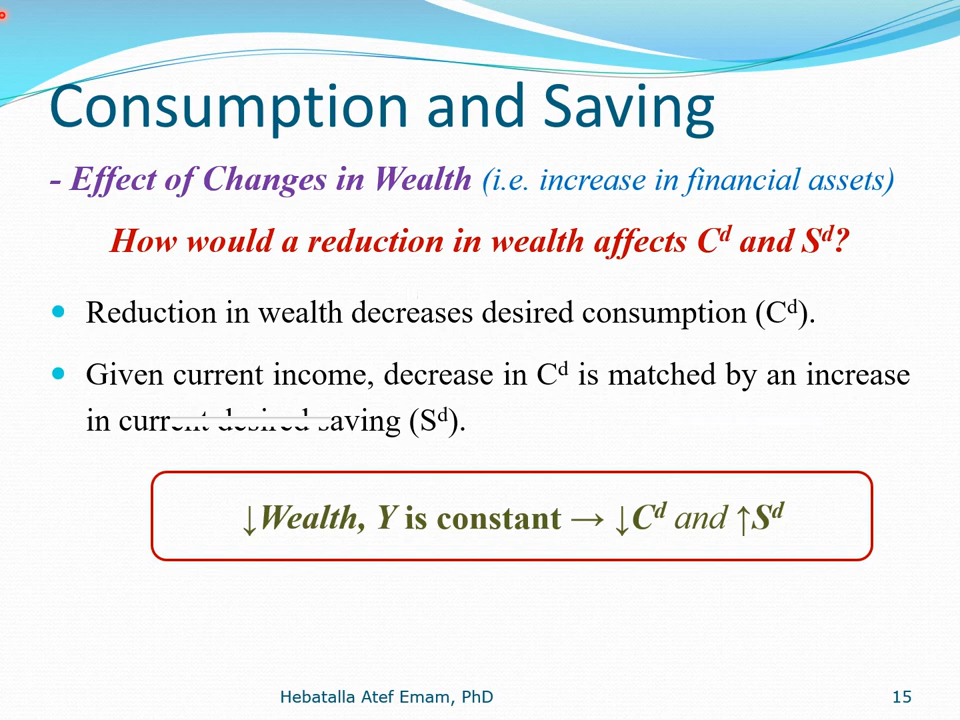 Consumption and Saving
- Effect of Changes in Wealth (i.e. increase in financial assets)
How would a reduction in wealth affects Cᵈ and Sᵈ?
• Reduction in wealth decreases desired consumption (Cᵈ).
• Given current income, decrease in Cᵈ is matched by an increase
in current desired saving (Sᵈ).
↓Wealth, Y is constant → ↓Cᵈ and ↑Sᵈ
Hebatalla Atef Emam, PhD
15